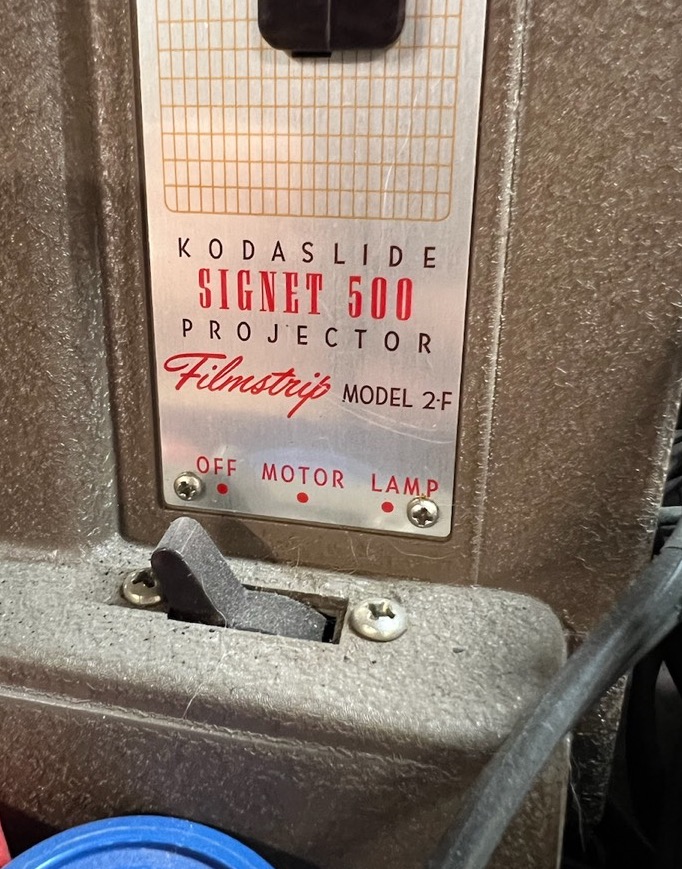 KODASLIDE
SIGNET 500
PROJECTOR
Filmstrip MODEL 2-F
OFF MOTOR LAMP